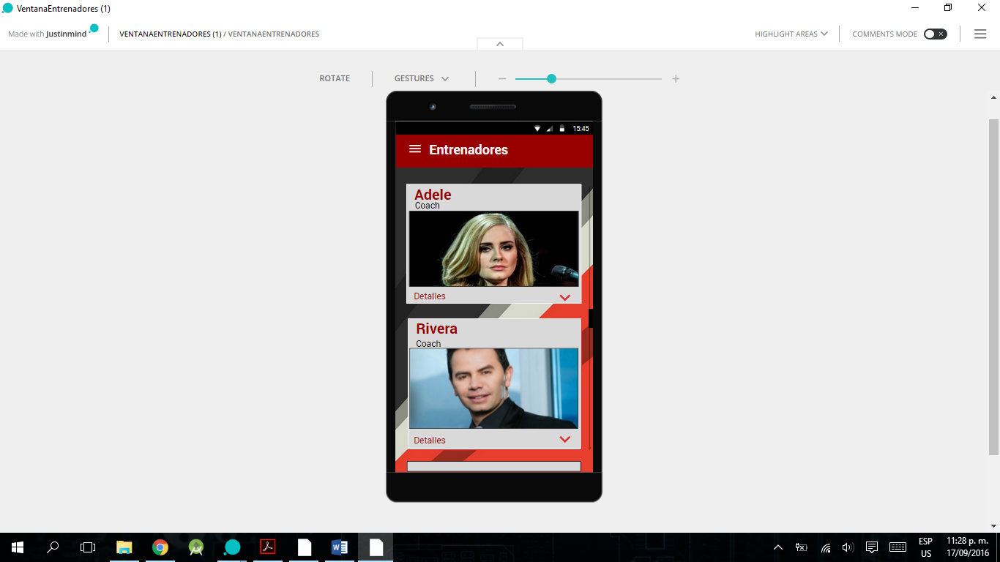 VentanaEntrenadores (1)
Made with Justinmind
VENTANAENTRENADORES (1) / VENTANAENTRENADORES
HIGHLIGHT AREAS
COMMENTS MODE
ROTATE
GESTURES
15:45
Entrenadores
Adele
Coach
Detalles
Rivera
Coach
Detalles
ESP
US
11:28 p. m.
17/09/2016